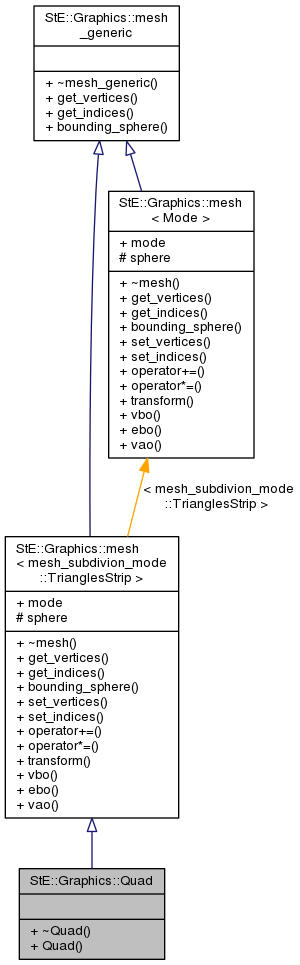 StE::Graphics::mesh
_generic
+ ~mesh_generic()
+ get_vertices()
+ get_indices()
+ bounding_sphere()
StE::Graphics::mesh
< Mode >
+ mode
# sphere
+ ~mesh()
+ get_vertices()
+ get_indices()
+ bounding_sphere()
+ set_vertices()
+ set_indices()
+ operator+=()
+ operator*=()
+ transform()
+ vbo()
+ ebo()
+ vao()
< mesh_subdivion_mode
::TrianglesStrip >
StE::Graphics::mesh
< mesh_subdivion_mode
::TrianglesStrip >
+ mode
# sphere
+ ~mesh()
+ get_vertices()
+ get_indices()
+ bounding_sphere()
+ set_vertices()
+ set_indices()
+ operator+=()
+ operator*=()
+ transform()
+ vbo()
+ ebo()
+ vao()
StE::Graphics::Quad
+ ~Quad()
+ Quad()